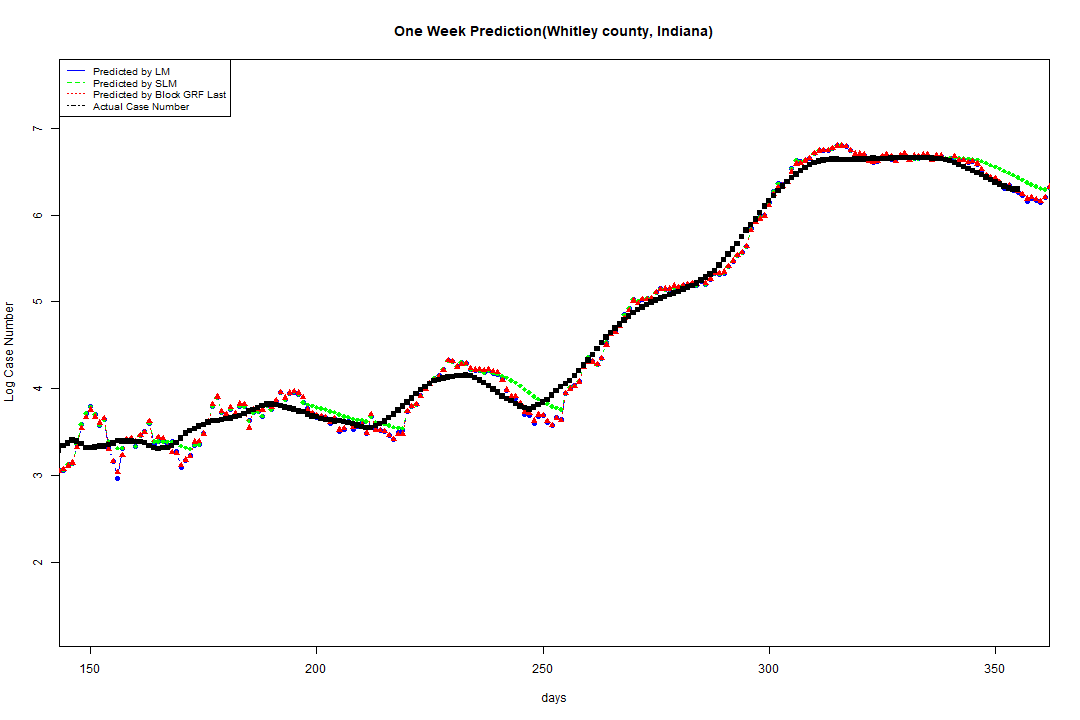 One Week Prediction(Whitley county, Indiana)
Predicted by LM
Predicted by SLM
Predicted by Block GRF Last
Actual Case Number
7
6
5
4
3
2
Log Case Number
150 200 250 300 350
days